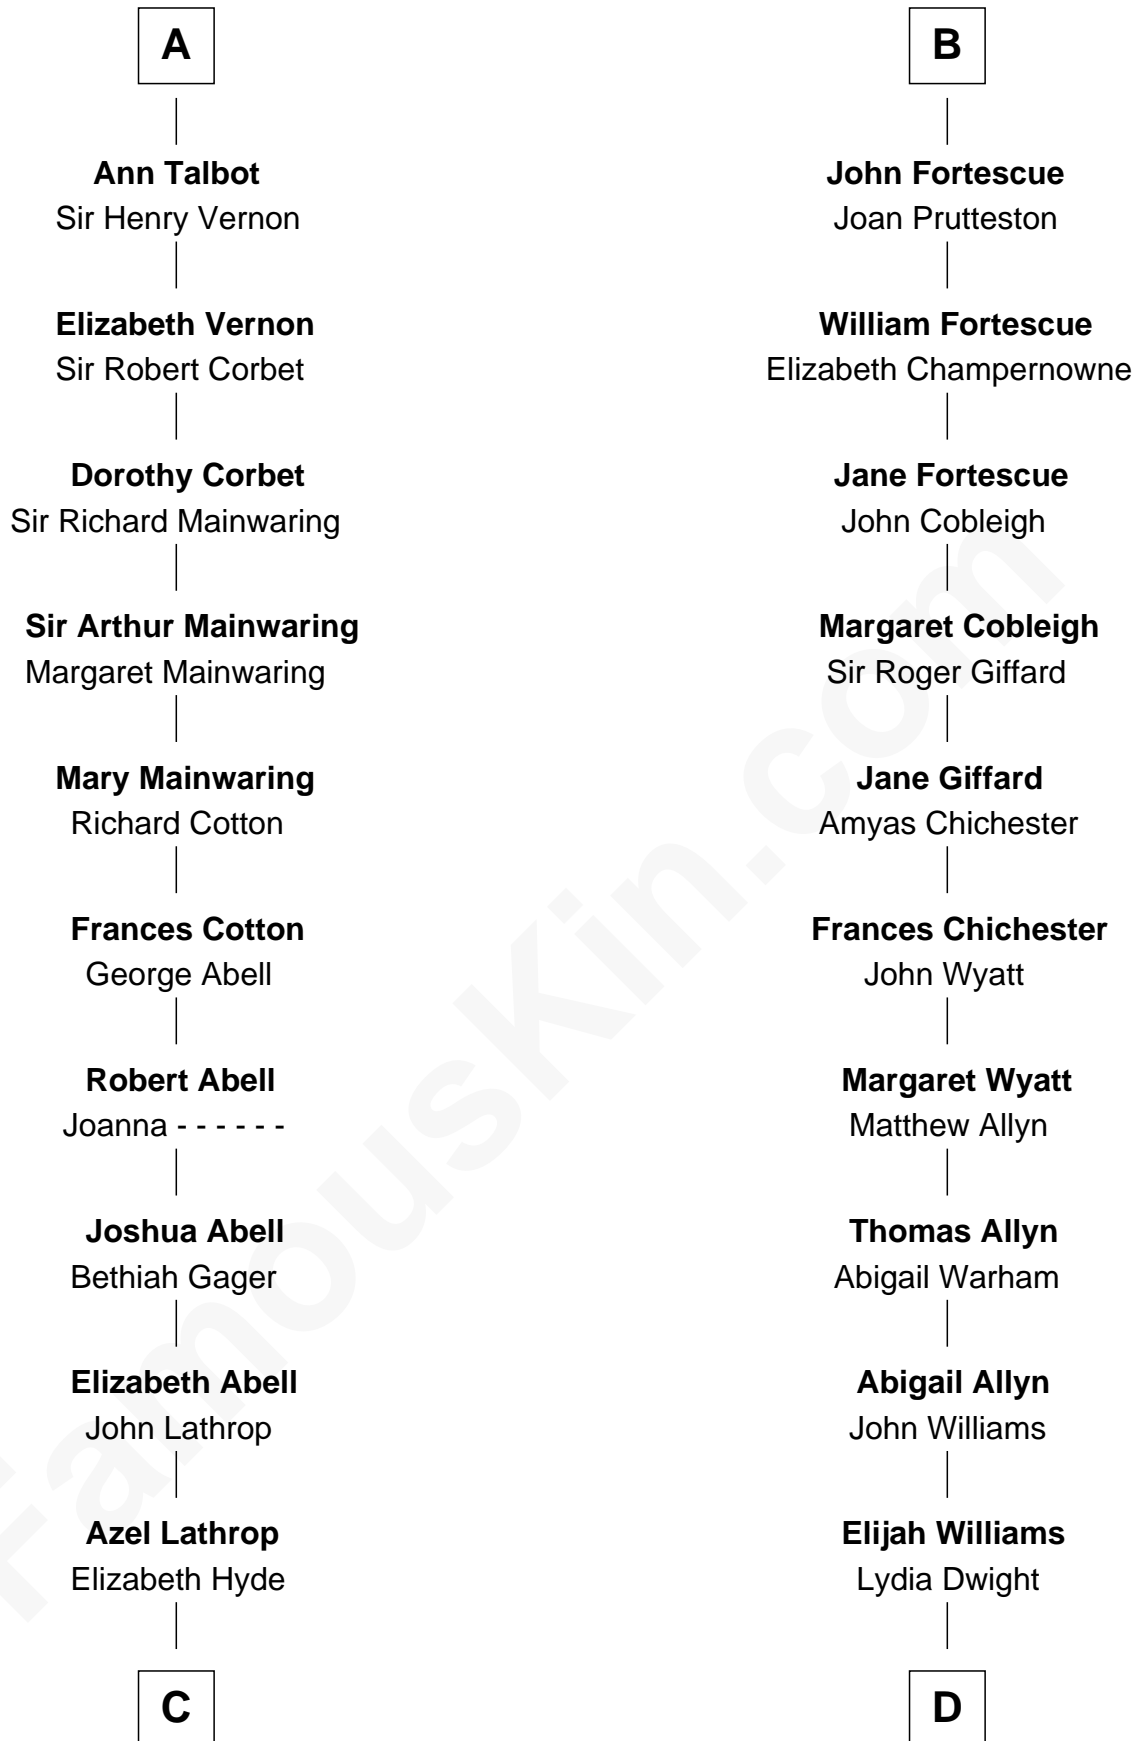 A
Ann Talbot
Sir Henry Vernon
Elizabeth Vernon
Sir Robert Corbet
Dorothy Corbet
Sir Richard Mainwaring
Sir Arthur Mainwaring
Margaret Mainwaring
Mary Mainwaring
Richard Cotton
Frances Cotton
George Abell
Robert Abell
Joanna - - - - - -
Joshua Abell
Bethiah Gager
Elizabeth Abell
John Lathrop
Azel Lathrop
Elizabeth Hyde
C
B
John Fortescue
Joan Prutteston
William Fortescue
Elizabeth Champernowne
Jane Fortescue
John Cobleigh
Margaret Cobleigh
Sir Roger Giffard
Jane Giffard
Amyas Chichester
Frances Chichester
John Wyatt
Margaret Wyatt
Matthew Allyn
Thomas Allyn
Abigail Warham
Abigail Allyn
John Williams
Elijah Williams
Lydia Dwight
D
FamousKin.com